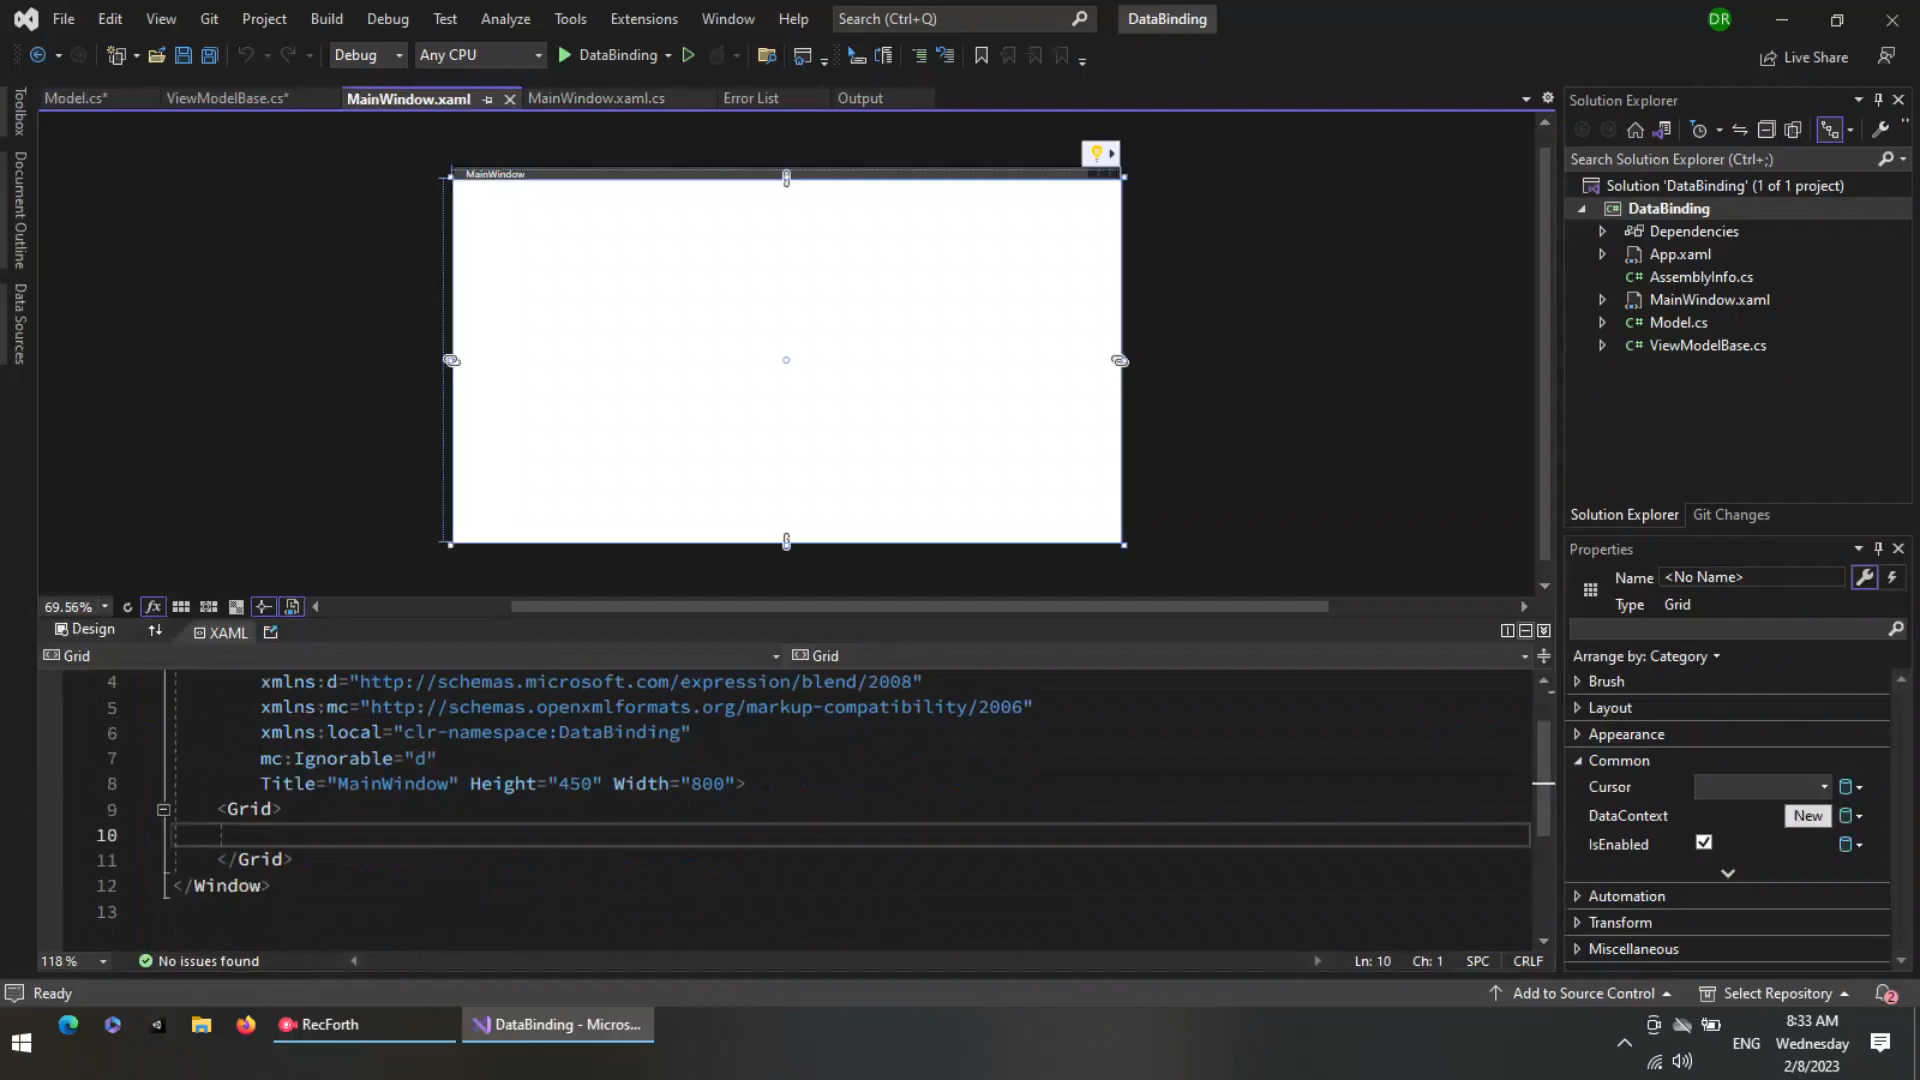 File Edit View Git Project Build Debug Test Analyze Tools Extensions Window Help Search (Ctrl+Q) DataBinding DR
Debug Any CPU DataBinding Live Share
Toolbox
Document Outline
Data Sources
Model.cs* ViewModelBase.cs* MainWindow.xaml MainWindow.xaml.cs Error List Output
MainWindow
69.56%
Design XAML
Grid Grid
4 xmlns:d="http://schemas.microsoft.com/expression/blend/2008"
5 xmlns:mc="http://schemas.openxmlformats.org/markup-compatibility/2006"
6 xmlns:local="clr-namespace:DataBinding"
7 mc:Ignorable="d"
8 Title="MainWindow" Height="450" Width="800">
9 <Grid>
10
11 </Grid>
12 </Window>
13
118 % No issues found Ln: 10 Ch: 1 SPC CRLF
Solution Explorer
Search Solution Explorer (Ctrl+;)
Solution 'DataBinding' (1 of 1 project)
C# DataBinding
Dependencies
App.xaml
C# AssemblyInfo.cs
MainWindow.xaml
C# Model.cs
C# ViewModelBase.cs
Solution Explorer Git Changes
Properties
Name <No Name>
Type Grid
Arrange by: Category
Brush
Layout
Appearance
Common
Cursor
DataContext New
IsEnabled
Automation
Transform
Miscellaneous
Ready Add to Source Control Select Repository 2
RecForth DataBinding - Micros...
ENG
8:33 AM
Wednesday
2/8/2023